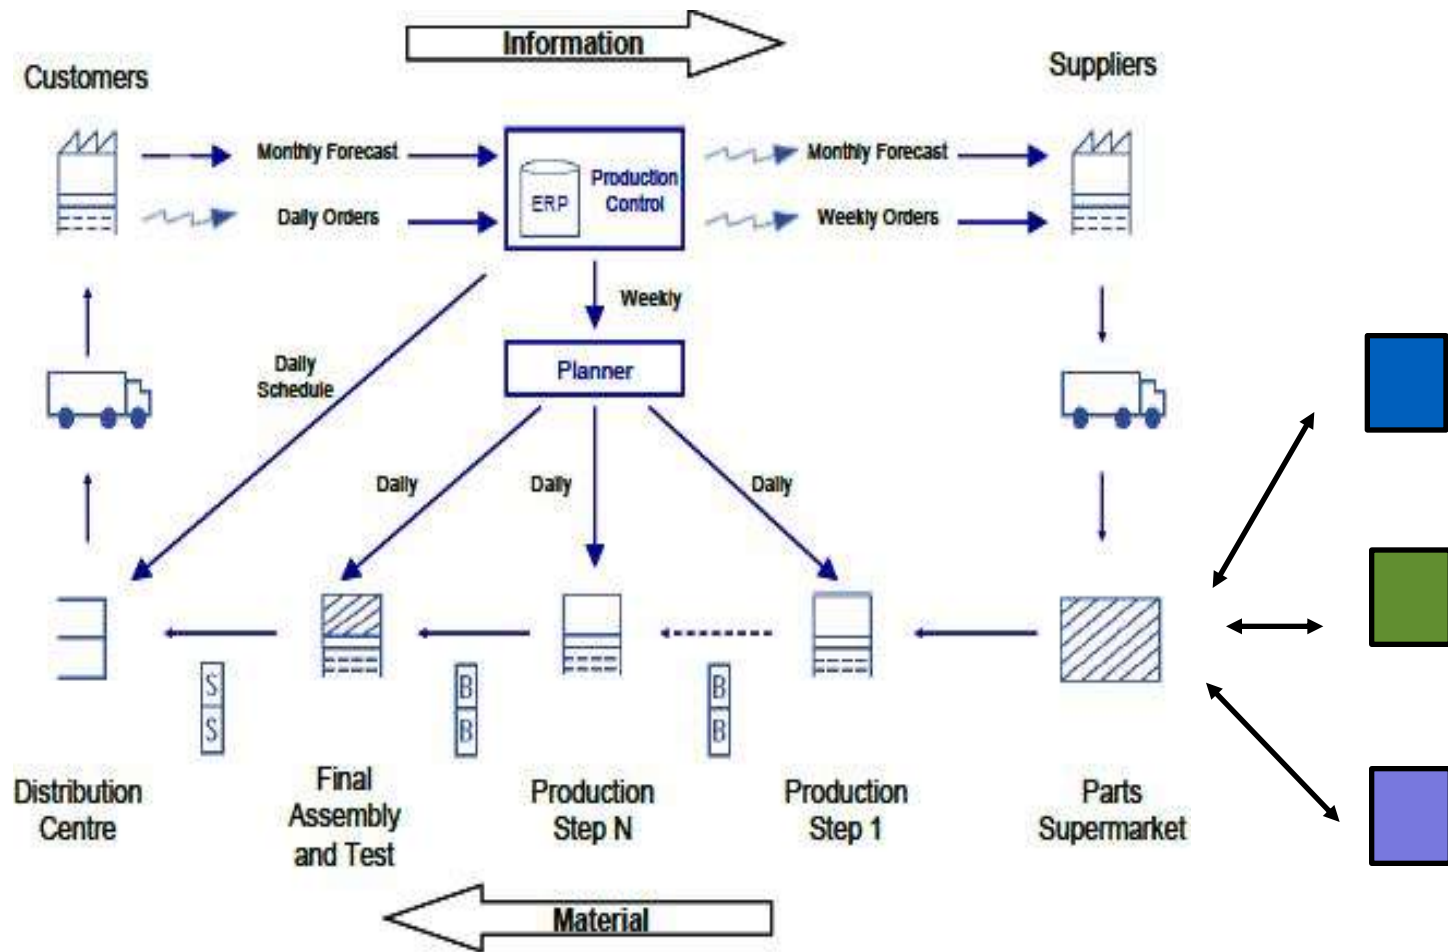 Information
Customers
Suppliers
Monthly Forecast
Daily Orders
ERP
Production
Control
Monthly Forecast
Weekly Orders
Weekly
Daily
Schedule
Planner
Daily
Daily
Daily
S
S
B
B
B
B
Distribution
Centre
Final
Assembly
and Test
Production
Step N
Production
Step 1
Parts
Supermarket
Material